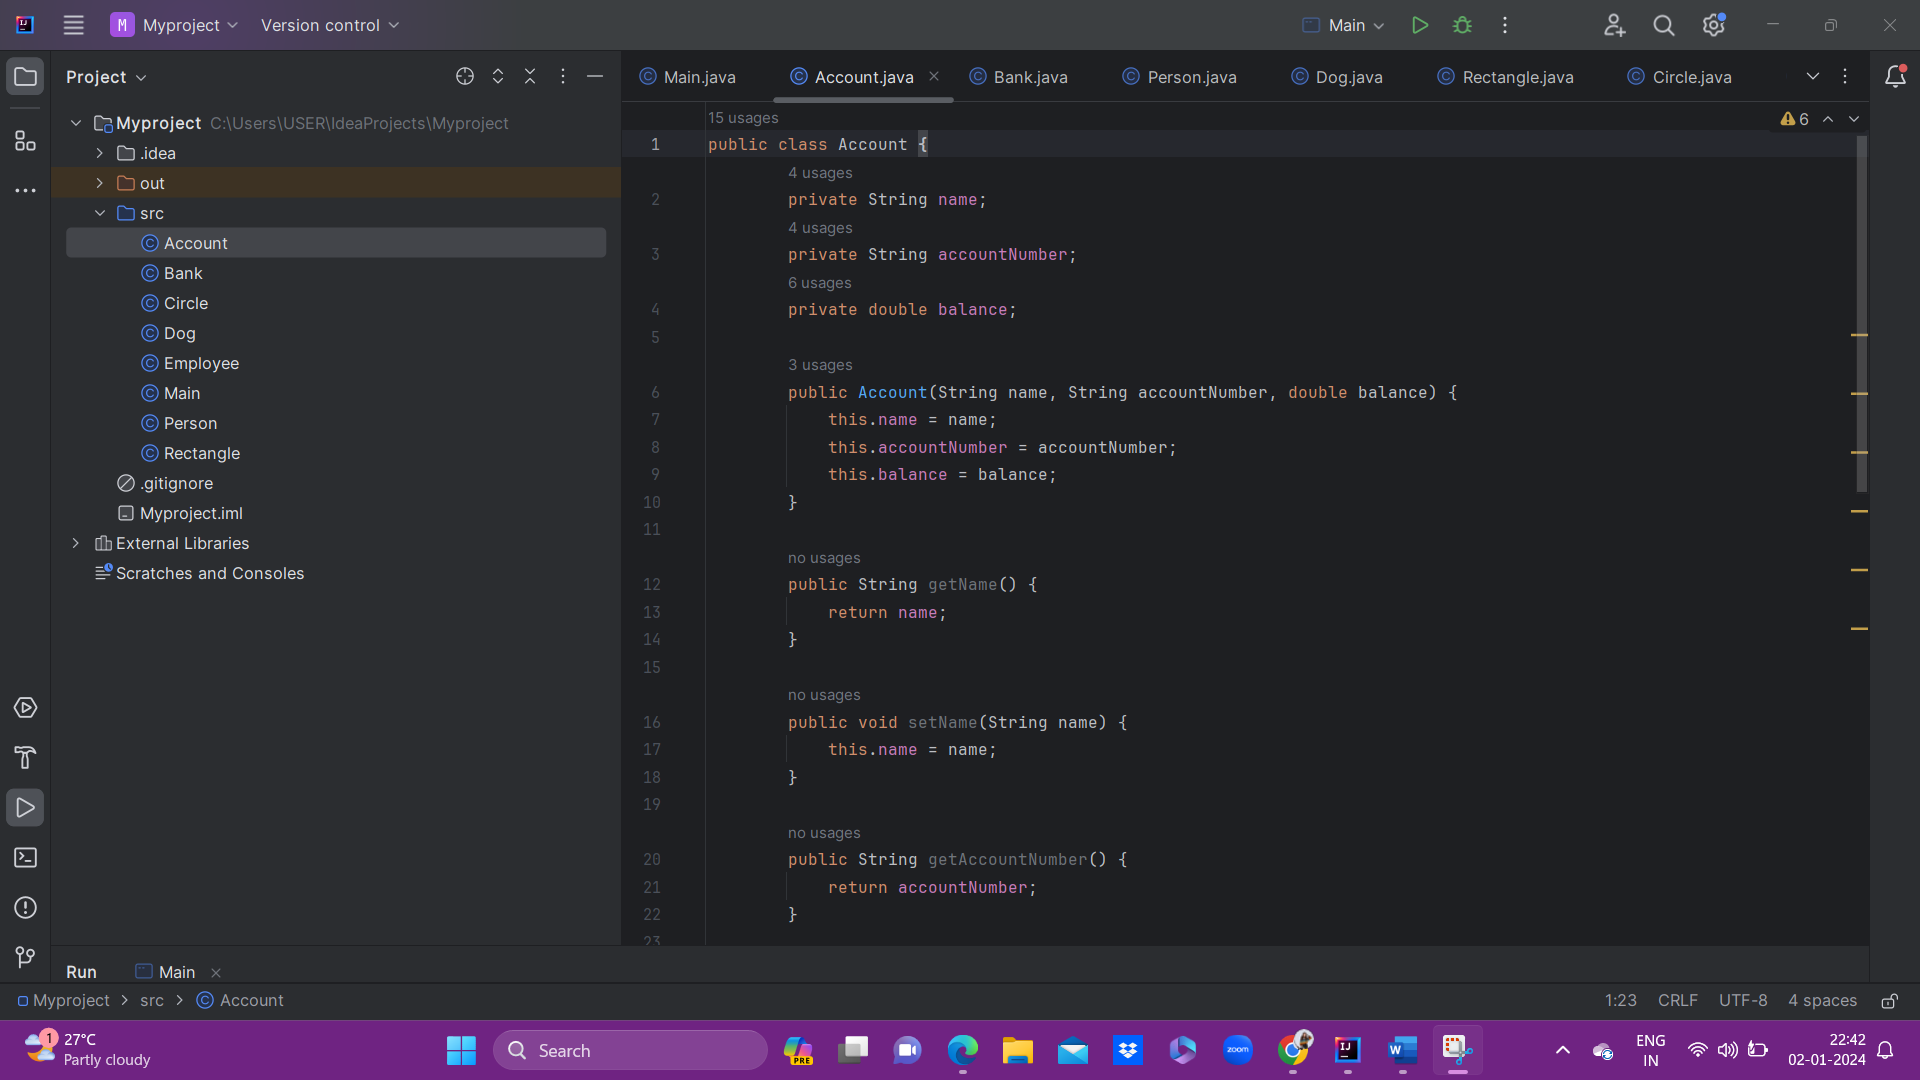 M Myproject Version control Main
Project
Main.java Account.java Bank.java Person.java Dog.java Rectangle.java Circle.java
Myproject C:\Users\USER\IdeaProjects\Myproject
.idea
out
src
Account
Bank
Circle
Dog
Employee
Main
Person
Rectangle
.gitignore
Myproject.iml
External Libraries
Scratches and Consoles
15 usages
6
1 public class Account {
4 usages
2 private String name;
4 usages
3 private String accountNumber;
6 usages
4 private double balance;
5
3 usages
6 public Account(String name, String accountNumber, double balance) {
7 this.name = name;
8 this.accountNumber = accountNumber;
9 this.balance = balance;
10 }
11
no usages
12 public String getName() {
13 return name;
14 }
15
no usages
16 public void setName(String name) {
17 this.name = name;
18 }
19
no usages
20 public String getAccountNumber() {
21 return accountNumber;
22 }
23
Run Main
Myproject src Account
1:23 CRLF UTF-8 4 spaces
1 27°C
Partly cloudy
Search
PRE
zoom
IJ
W
ENG
IN
22:42
02-01-2024